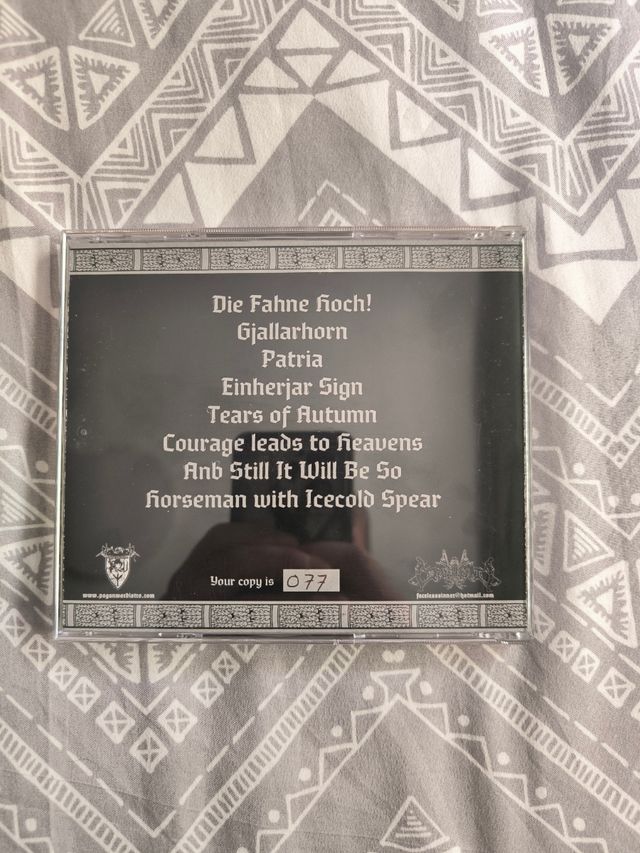 Die Fahne Hoch!
Gjallarhorn
Patria
Einherjar Sign
Tears of Autumn
Courage leads to Heavens
Anb Still It Will Be So
Horseman with Icecold Spear
Your copy is 077